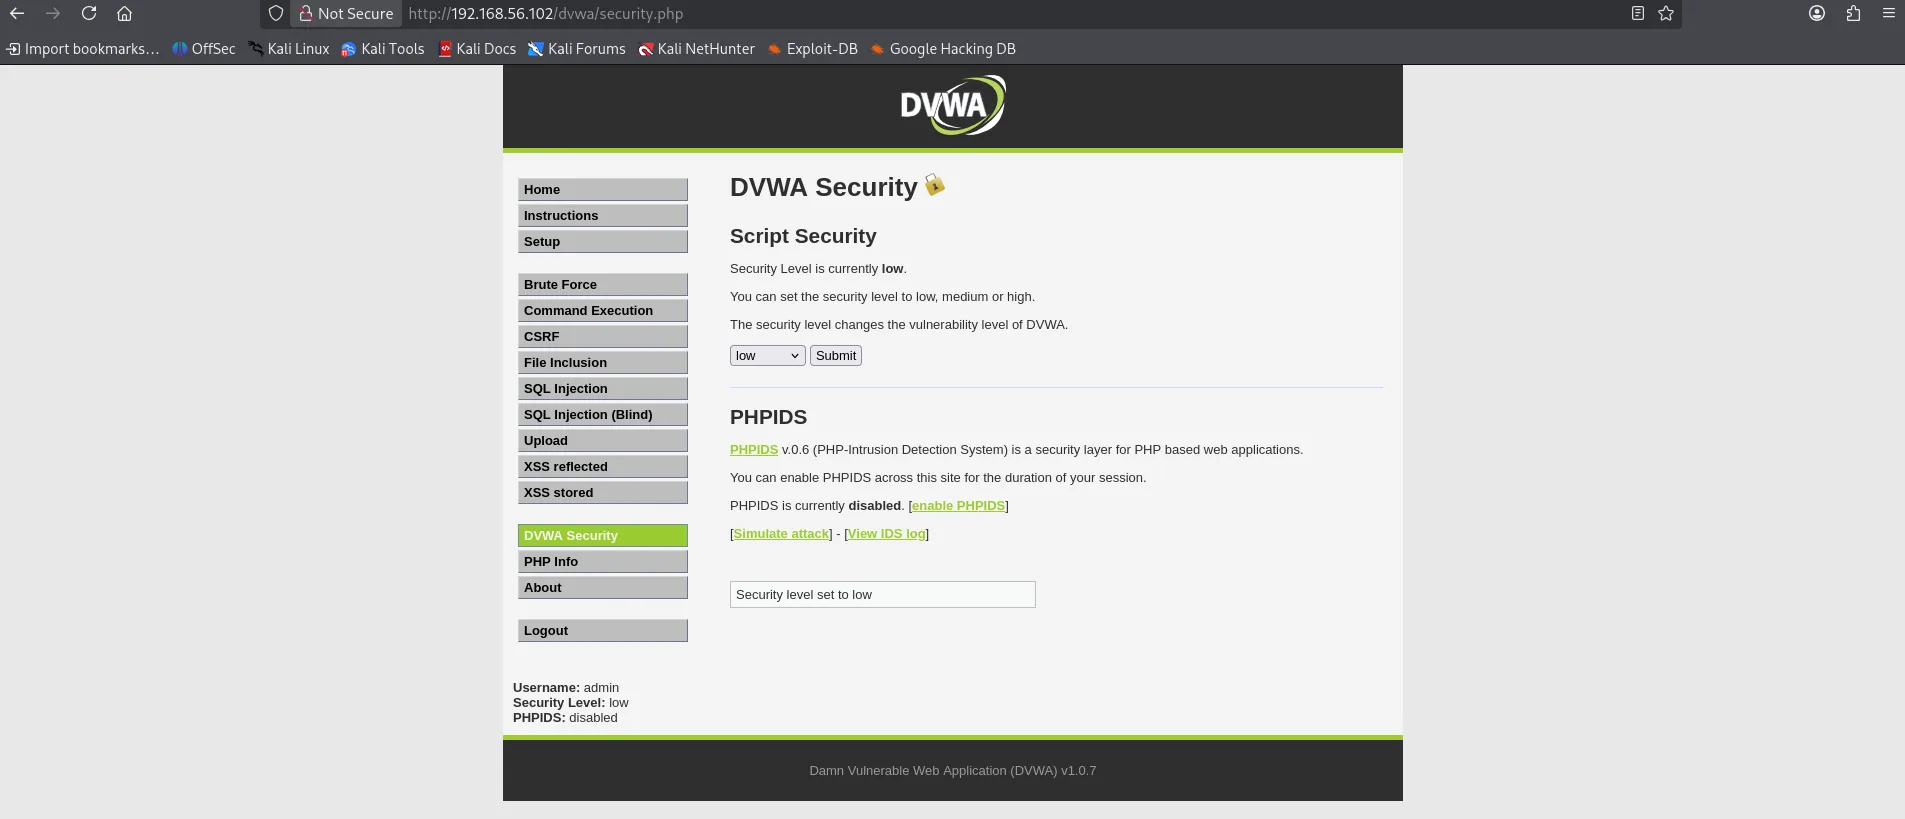 Not Secure http://192.168.56.102/dvwa/security.php
Import bookmarks... OffSec Kali Linux Kali Tools Kali Docs Kali Forums Kali NetHunter Exploit-DB Google Hacking DB
DVWA
Home
Instructions
Setup
Brute Force
Command Execution
CSRF
File Inclusion
SQL Injection
SQL Injection (Blind)
Upload
XSS reflected
XSS stored
DVWA Security
PHP Info
About
Logout
DVWA Security
Script Security
Security Level is currently low.
You can set the security level to low, medium or high.
The security level changes the vulnerability level of DVWA.
low Submit
PHPIDS
PHPIDS v.0.6 (PHP-Intrusion Detection System) is a security layer for PHP based web applications.
You can enable PHPIDS across this site for the duration of your session.
PHPIDS is currently disabled. [enable PHPIDS]
[Simulate attack] - [View IDS log]
Security level set to low
Username: admin
Security Level: low
PHPIDS: disabled
Damn Vulnerable Web Application (DVWA) v1.0.7